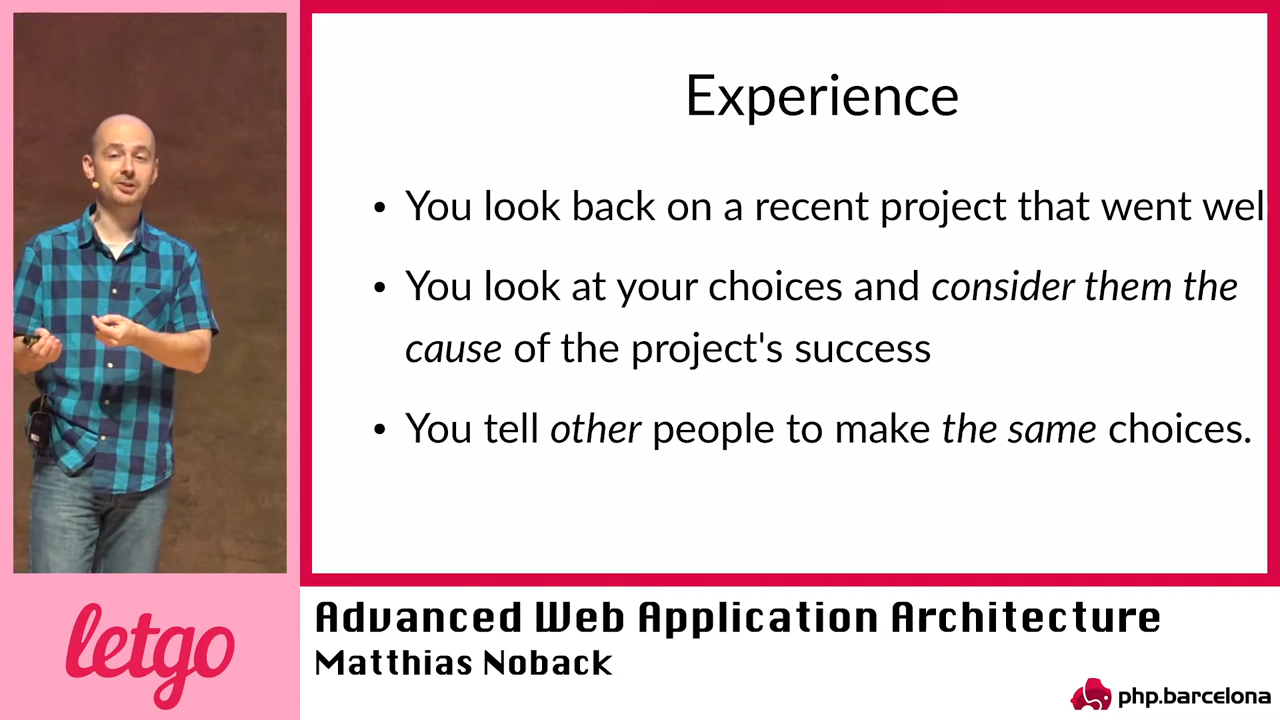 Experience
• You look back on a recent project that went wel
• You look at your choices and consider them the
cause of the project's success
• You tell other people to make the same choices.
letgo
Advanced Web Application Architecture
Matthias Noback
php.barcelona